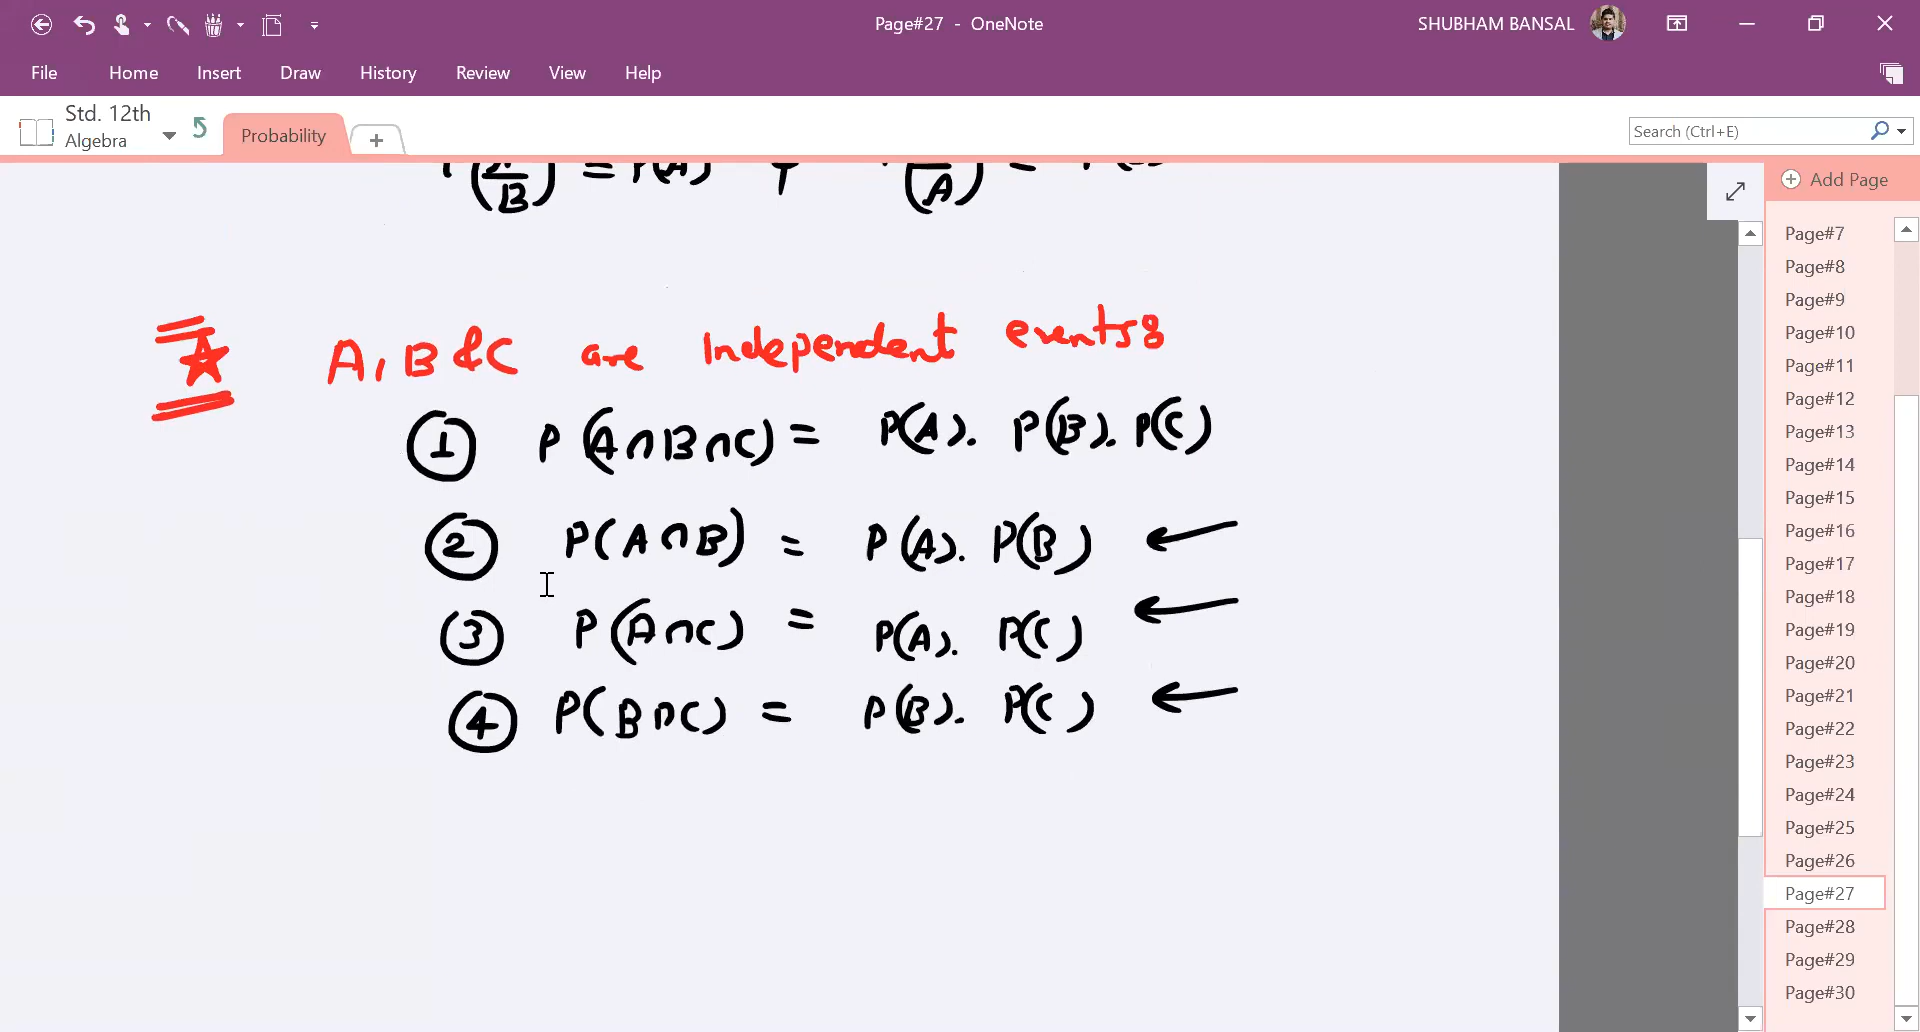 Page#27 - OneNote
SHUBHAM BANSAL
File Home Insert Draw History Review View Help
Std. 12th
Algebra
Probability
+
Search (Ctrl+E)
Add Page
(B) = P(A) (A) =
A, B & C are Independent events
① P(A∩B∩C) = P(A). P(B). P(C)
② P(A∩B) = P(A). P(B) ←
③ P(A∩C) = P(A). P(C) ←
④ P(B∩C) = P(B). P(C) ←
Page#7
Page#8
Page#9
Page#10
Page#11
Page#12
Page#13
Page#14
Page#15
Page#16
Page#17
Page#18
Page#19
Page#20
Page#21
Page#22
Page#23
Page#24
Page#25
Page#26
Page#27
Page#28
Page#29
Page#30